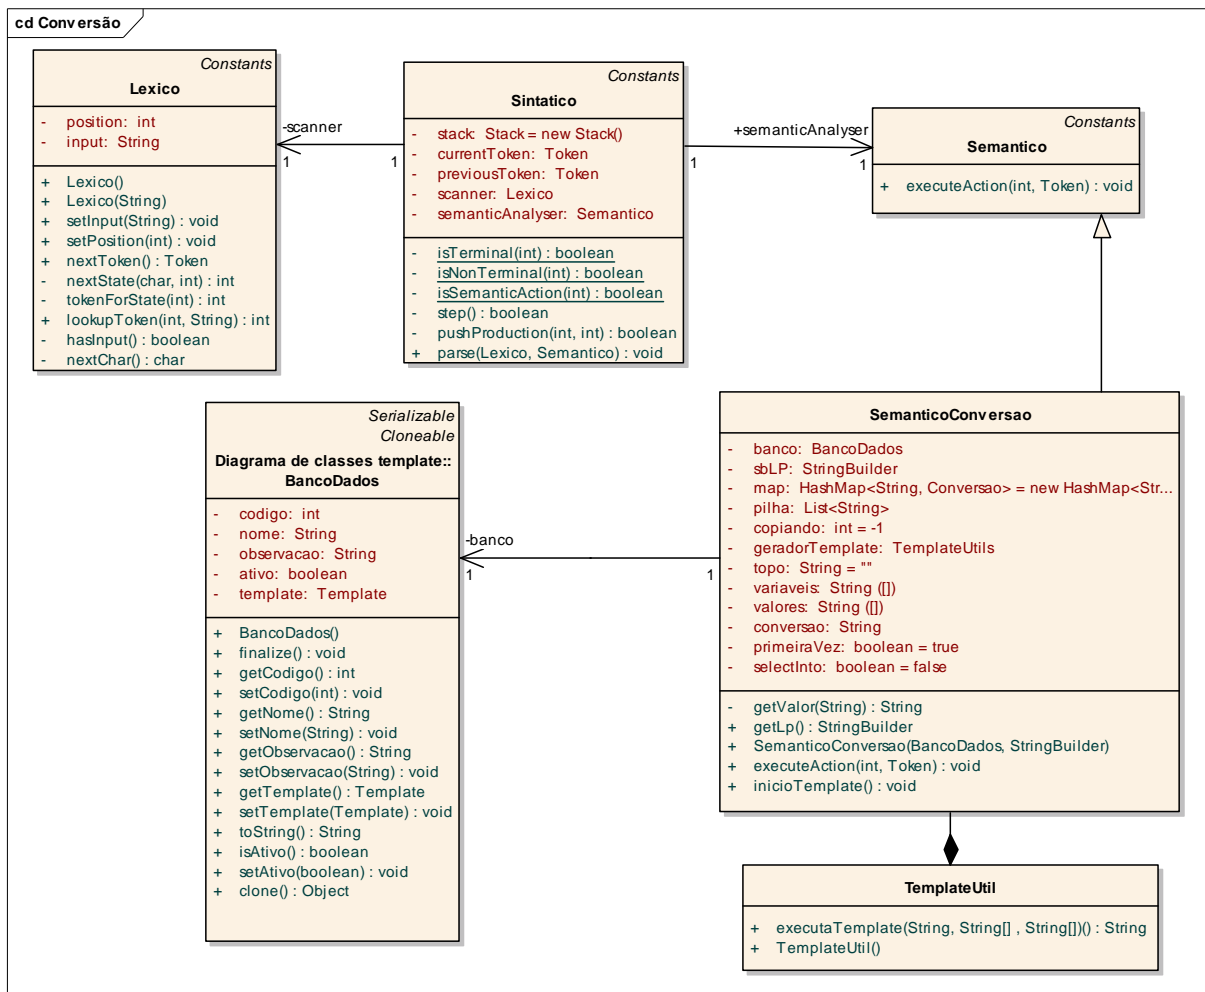 cd Conversão
Constants
Lexico
- position: int
- input: String
+ Lexico()
+ Lexico(String)
+ setInput(String) : void
+ setPosition(int) : void
+ nextToken() : Token
- nextState(char, int) : int
- tokenForState(int) : int
+ lookupToken(int, String) : int
- hasInput() : boolean
- nextChar() : char
-scanner
1
1
Constants
Sintatico
- stack: Stack = new Stack()
- currentToken: Token
- previousToken: Token
- scanner: Lexico
- semanticAnalyser: Semantico
- isTerminal(int) : boolean
- isNonTerminal(int) : boolean
- isSemanticAction(int) : boolean
- step() : boolean
- pushProduction(int, int) : boolean
+ parse(Lexico, Semantico) : void
+semanticAnalyser
1
1
Constants
Semantico
+ executeAction(int, Token) : void
Serializable
Cloneable
Diagrama de classes template::
BancoDados
- codigo: int
- nome: String
- observacao: String
- ativo: boolean
- template: Template
+ BancoDados()
+ finalize() : void
+ getCodigo() : int
+ setCodigo(int) : void
+ getNome() : String
+ setNome(String) : void
+ getObservacao() : String
+ setObservacao(String) : void
+ getTemplate() : Template
+ setTemplate(Template) : void
+ toString() : String
+ isAtivo() : boolean
+ setAtivo(boolean) : void
+ clone() : Object
-banco
1
1
SemanticoConversao
- banco: BancoDados
- sbLP: StringBuilder
- map: HashMap<String, Conversao> = new HashMap<Str...
- pilha: List<String>
- copiando: int = -1
- geradorTemplate: TemplateUtils
- topo: String = ""
- variaveis: String ([])
- valores: String ([])
- conversao: String
- primeiraVez: boolean = true
- selectInto: boolean = false
- getValor(String) : String
+ getLp() : StringBuilder
+ SemanticoConversao(BancoDados, StringBuilder)
+ executeAction(int, Token) : void
+ inicioTemplate() : void
TemplateUtil
+ executaTemplate(String, String[] , String[])() : String
+ TemplateUtil()